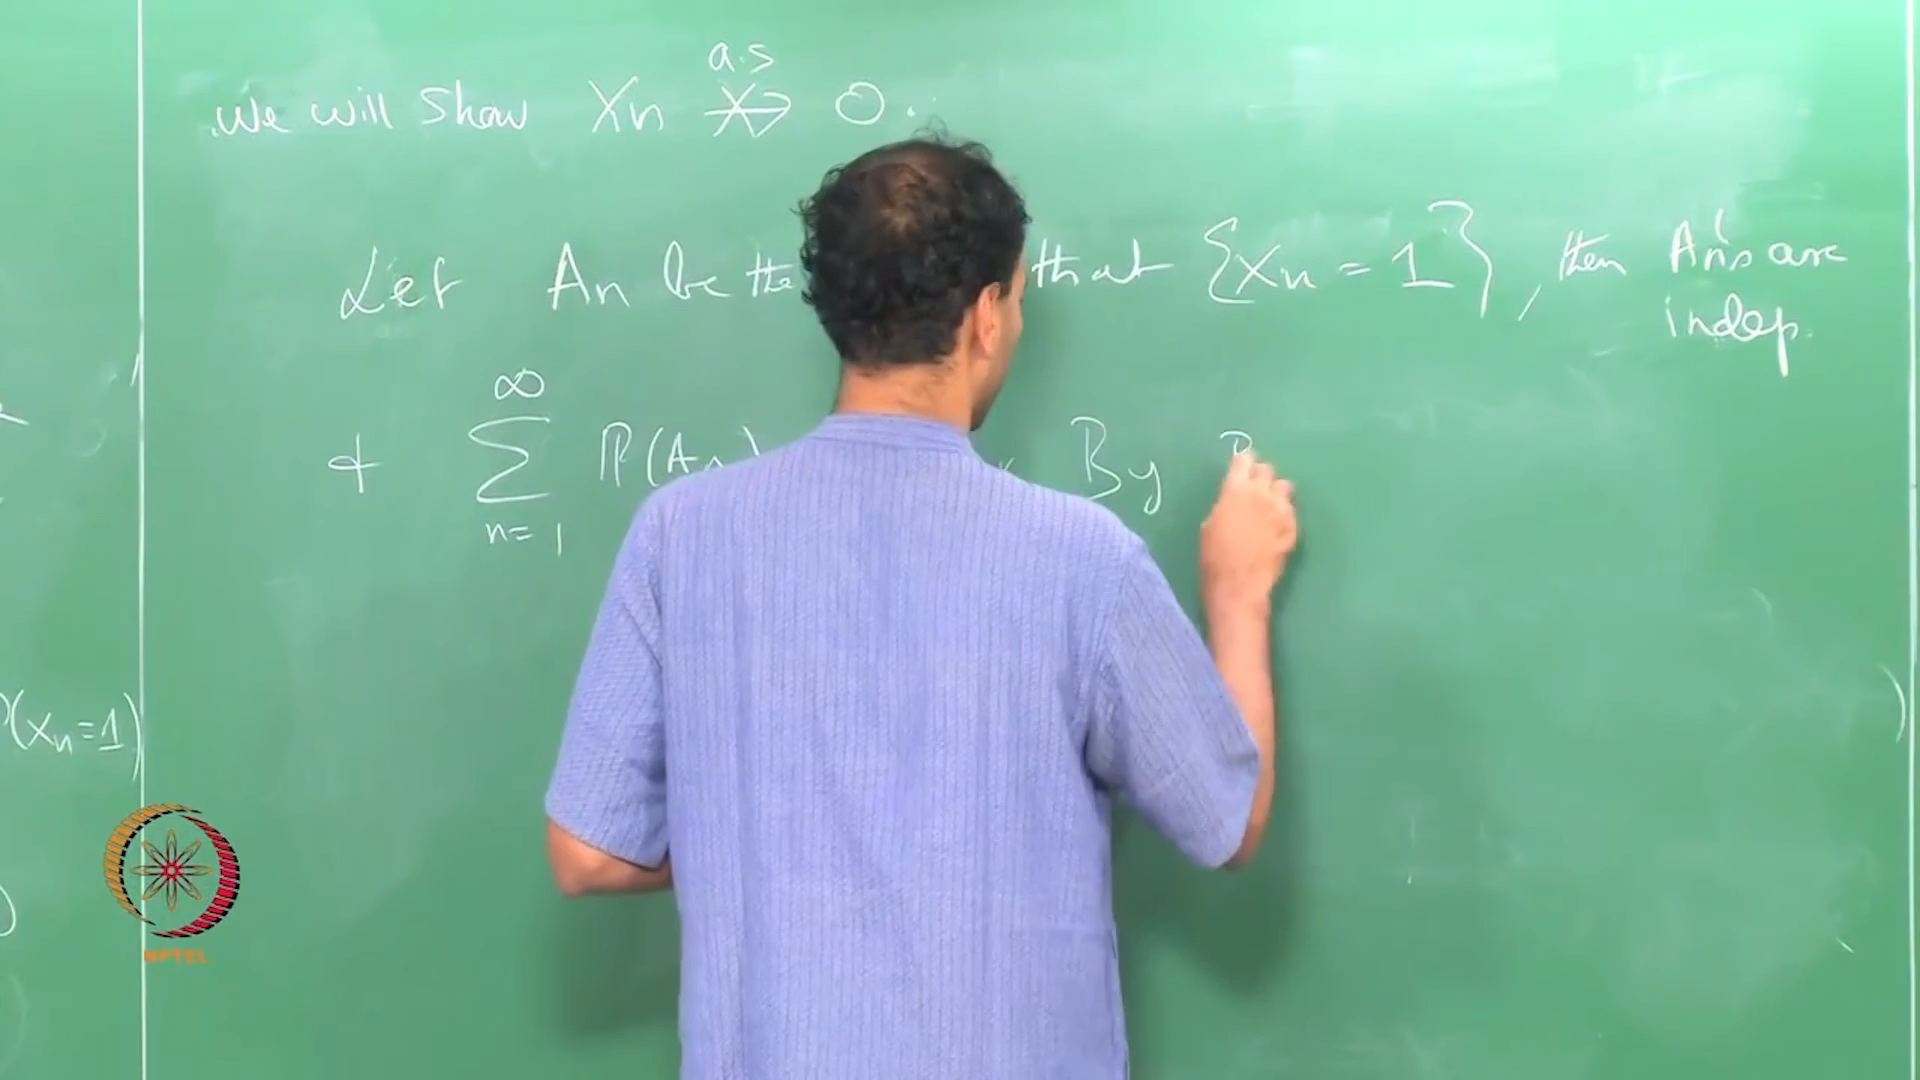 We will show Xn a.s ↛ 0.
Let An be the that {Xn = 1}, then An's are
indep.
+ ∞ Σ n=1 ℙ(An) By
P(Xn=1)
NPTEL